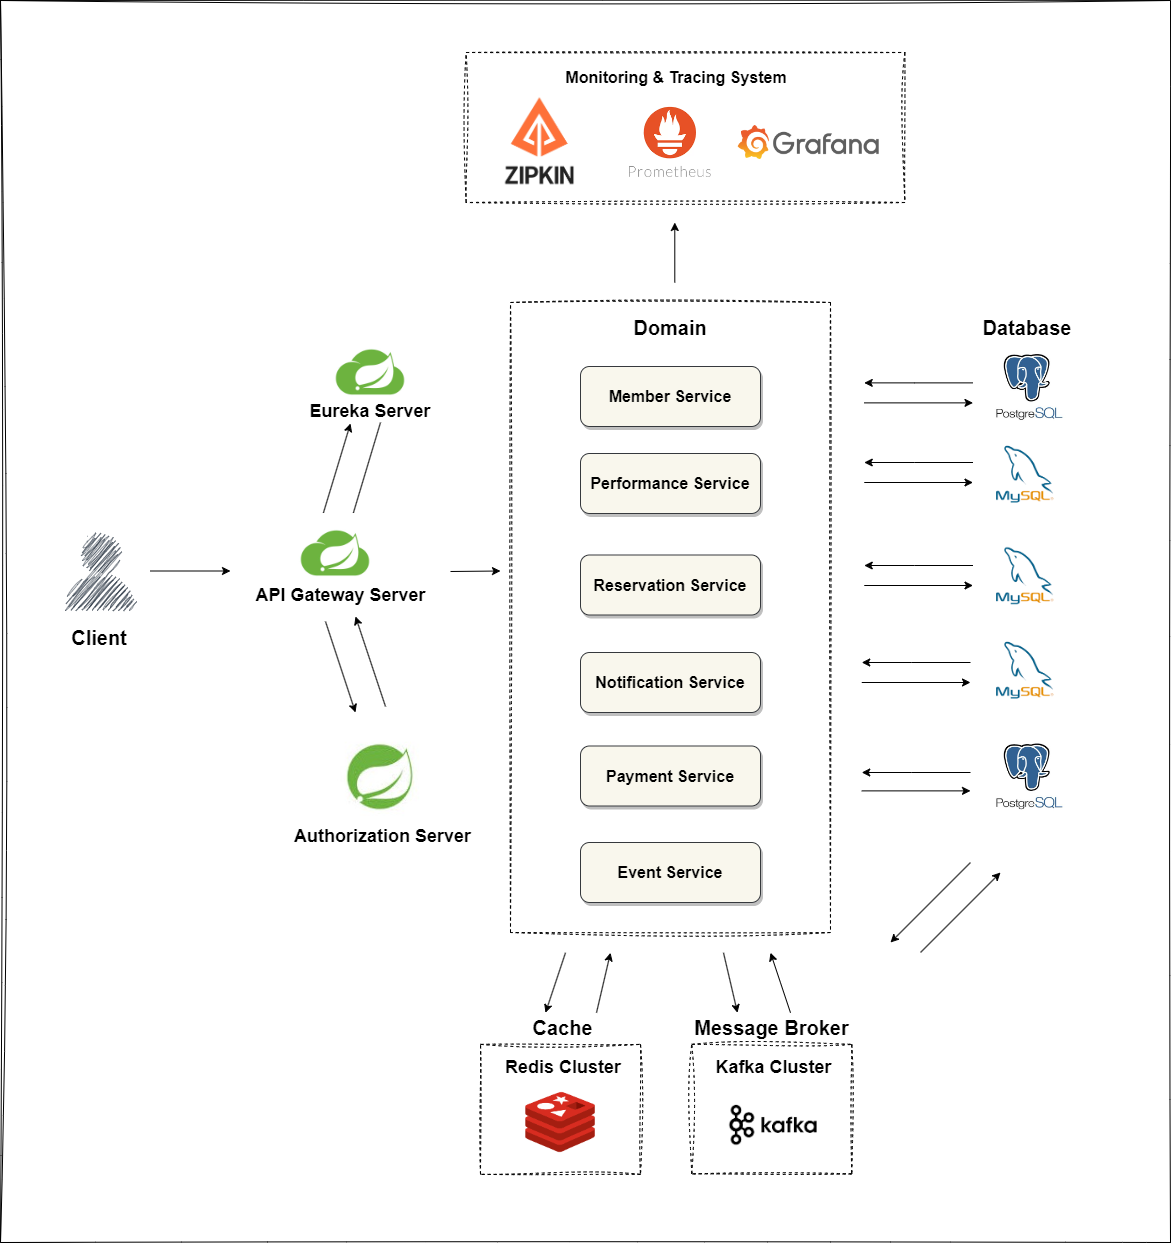 Monitoring & Tracing System
ZIPKIN
Prometheus
Grafana
Domain
Database
Member Service
PostgreSQL
Eureka Server
Performance Service
MySQL
API Gateway Server
Reservation Service
MySQL
Client
Notification Service
MySQL
Payment Service
PostgreSQL
Authorization Server
Event Service
Cache
Message Broker
Redis Cluster
Kafka Cluster
kafka